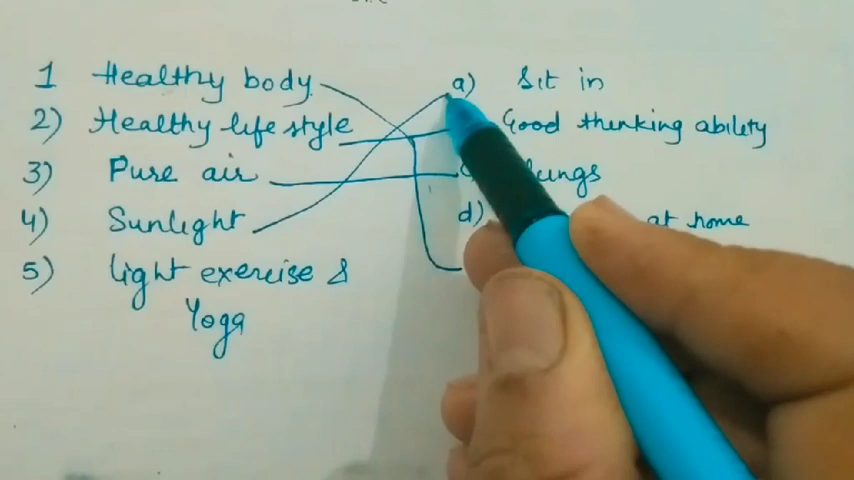 1 Healthy body a) Sit in
2) Healthy life style Good thinking ability
3) Pure air lungs
4) Sunlight d) at home
5) light exercise &
Yoga